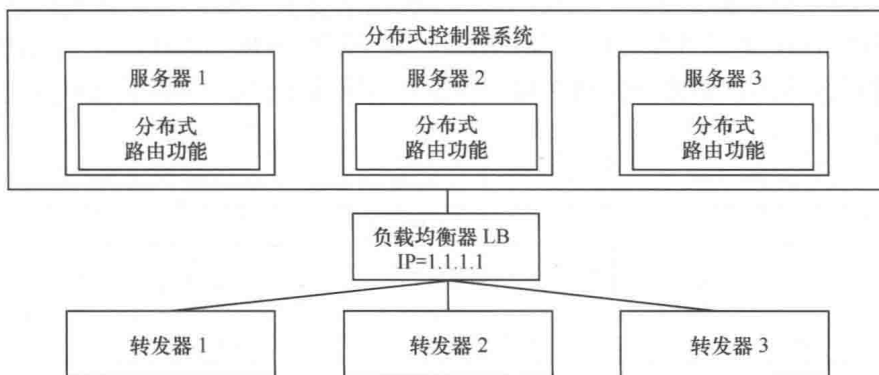 分布式控制器系统
服务器 1
服务器 2
服务器 3
分布式
路由功能
分布式
路由功能
分布式
路由功能
负载均衡器 LB
IP=1.1.1.1
转发器 1
转发器 2
转发器 3